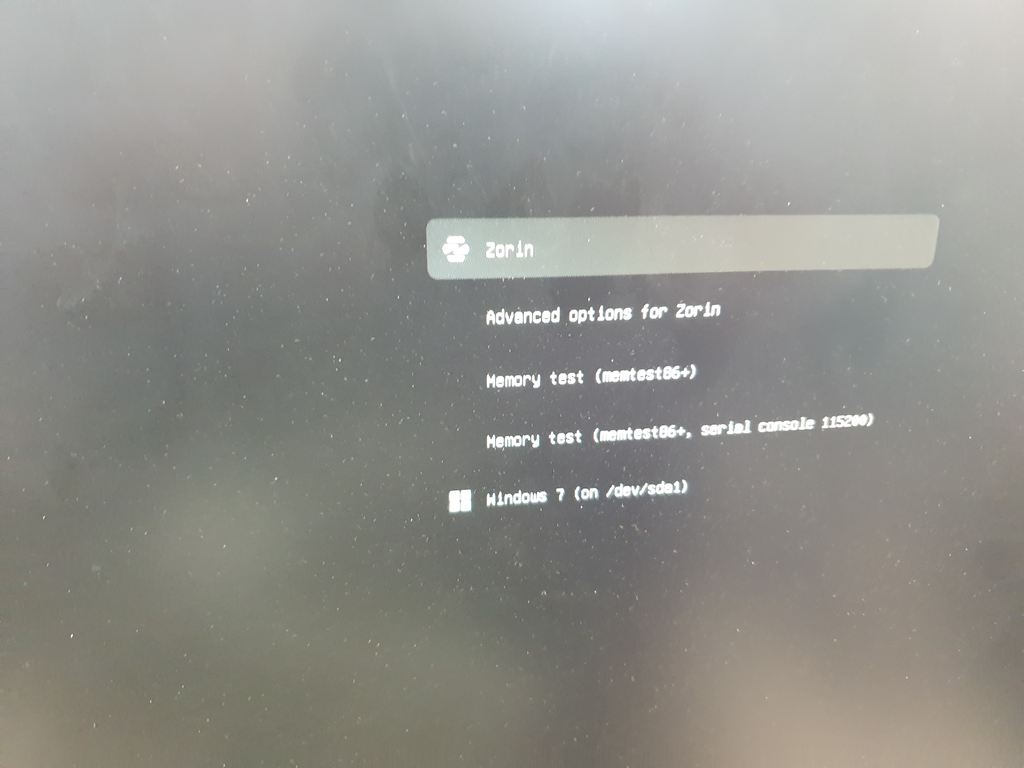 Zorin
Advanced options for Zorin
Memory test (memtest86+)
Memory test (memtest86+, serial console 115200)
Windows 7 (on /dev/sda1)